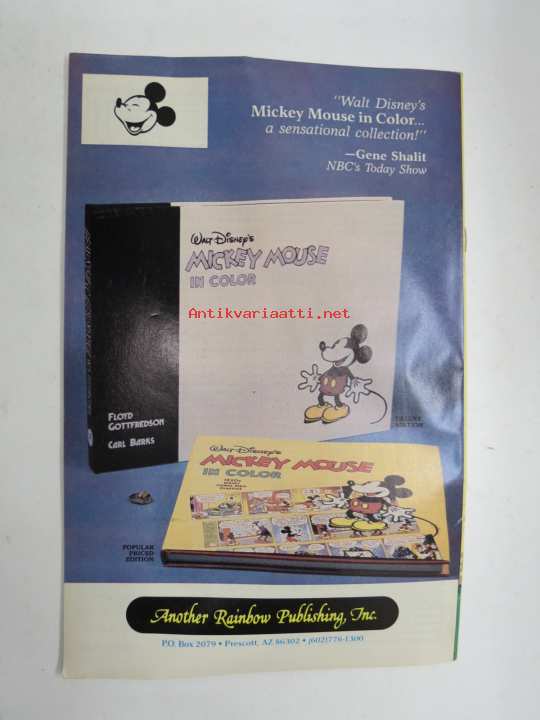 "Walt Disney's
Mickey Mouse in Color...
a sensational collection!"
—Gene Shalit
NBC's Today Show
WALT DISNEY'S
MICKEY MOUSE
IN COLOR
Antikvariaatti.net
FLOYD
GOTTFREDSON
CARL BARKS
DELUXE
EDITION
WALT DISNEY'S
MICKEY MOUSE
IN COLOR
POPULAR
PRICED
EDITION
Another Rainbow Publishing, Inc.
P.O. Box 2079 • Prescott, AZ 86302 • (602)776-1300